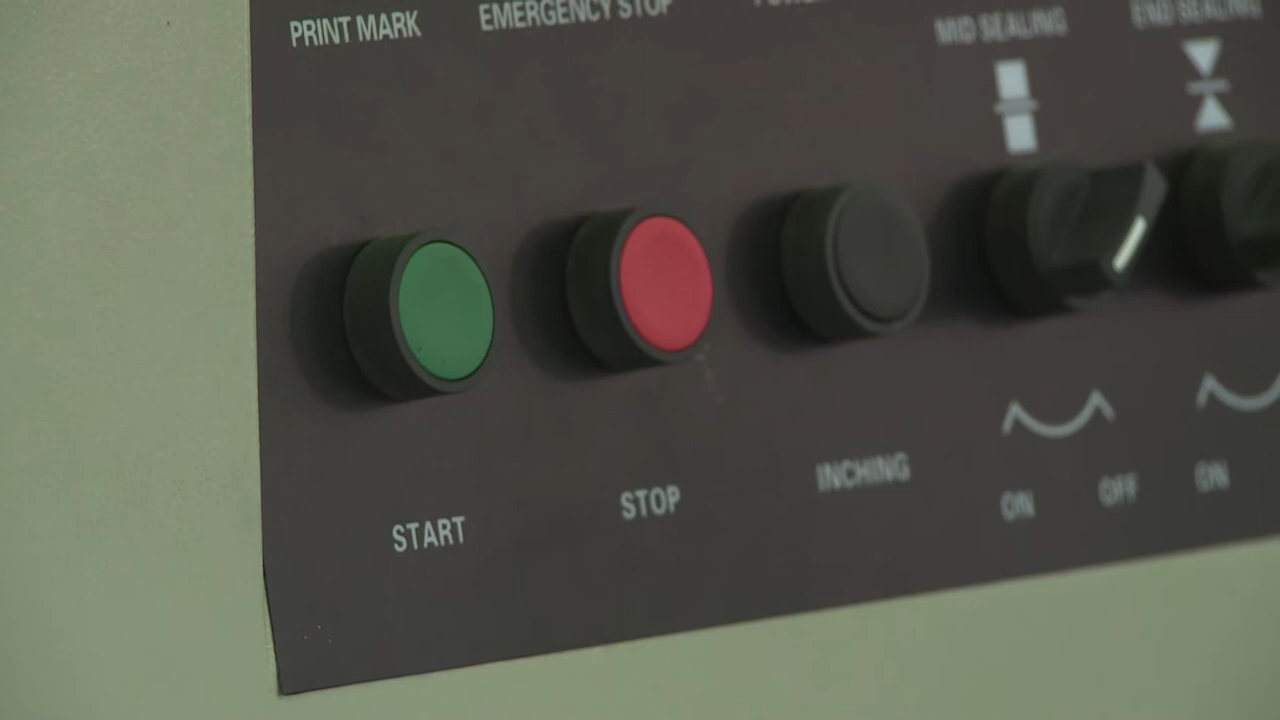 PRINT MARK
EMERGENCY STOP
MID SEALING
END SEALING
START
STOP
INCHING
ON
OFF
ON